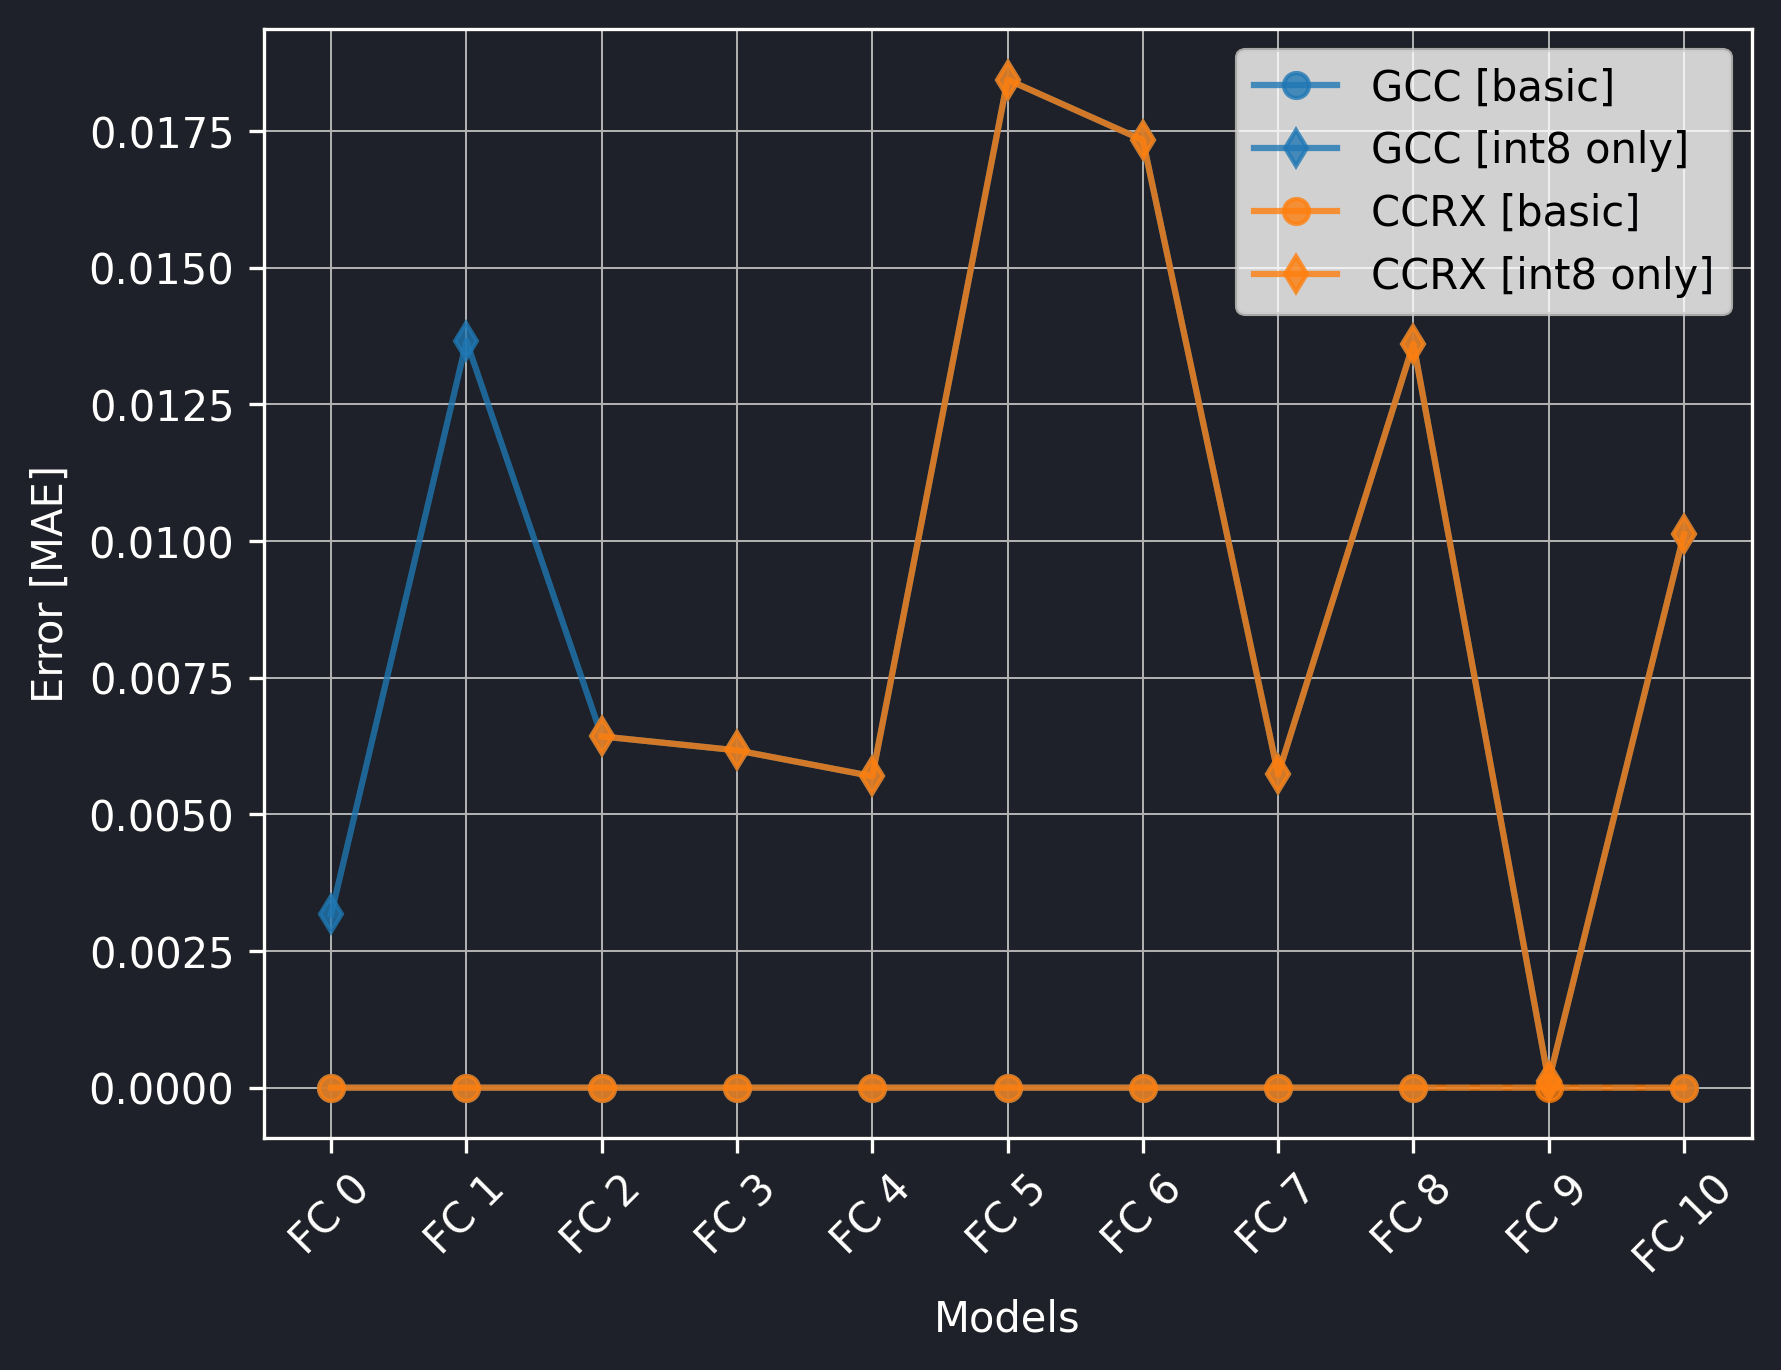 GCC [basic]
GCC [int8 only]
CCRX [basic]
CCRX [int8 only]
0.0175
0.0150
0.0125
0.0100
0.0075
0.0050
0.0025
0.0000
Error [MAE]
FC 0
FC 1
FC 2
FC 3
FC 4
FC 5
FC 6
FC 7
FC 8
FC 9
FC 10
Models